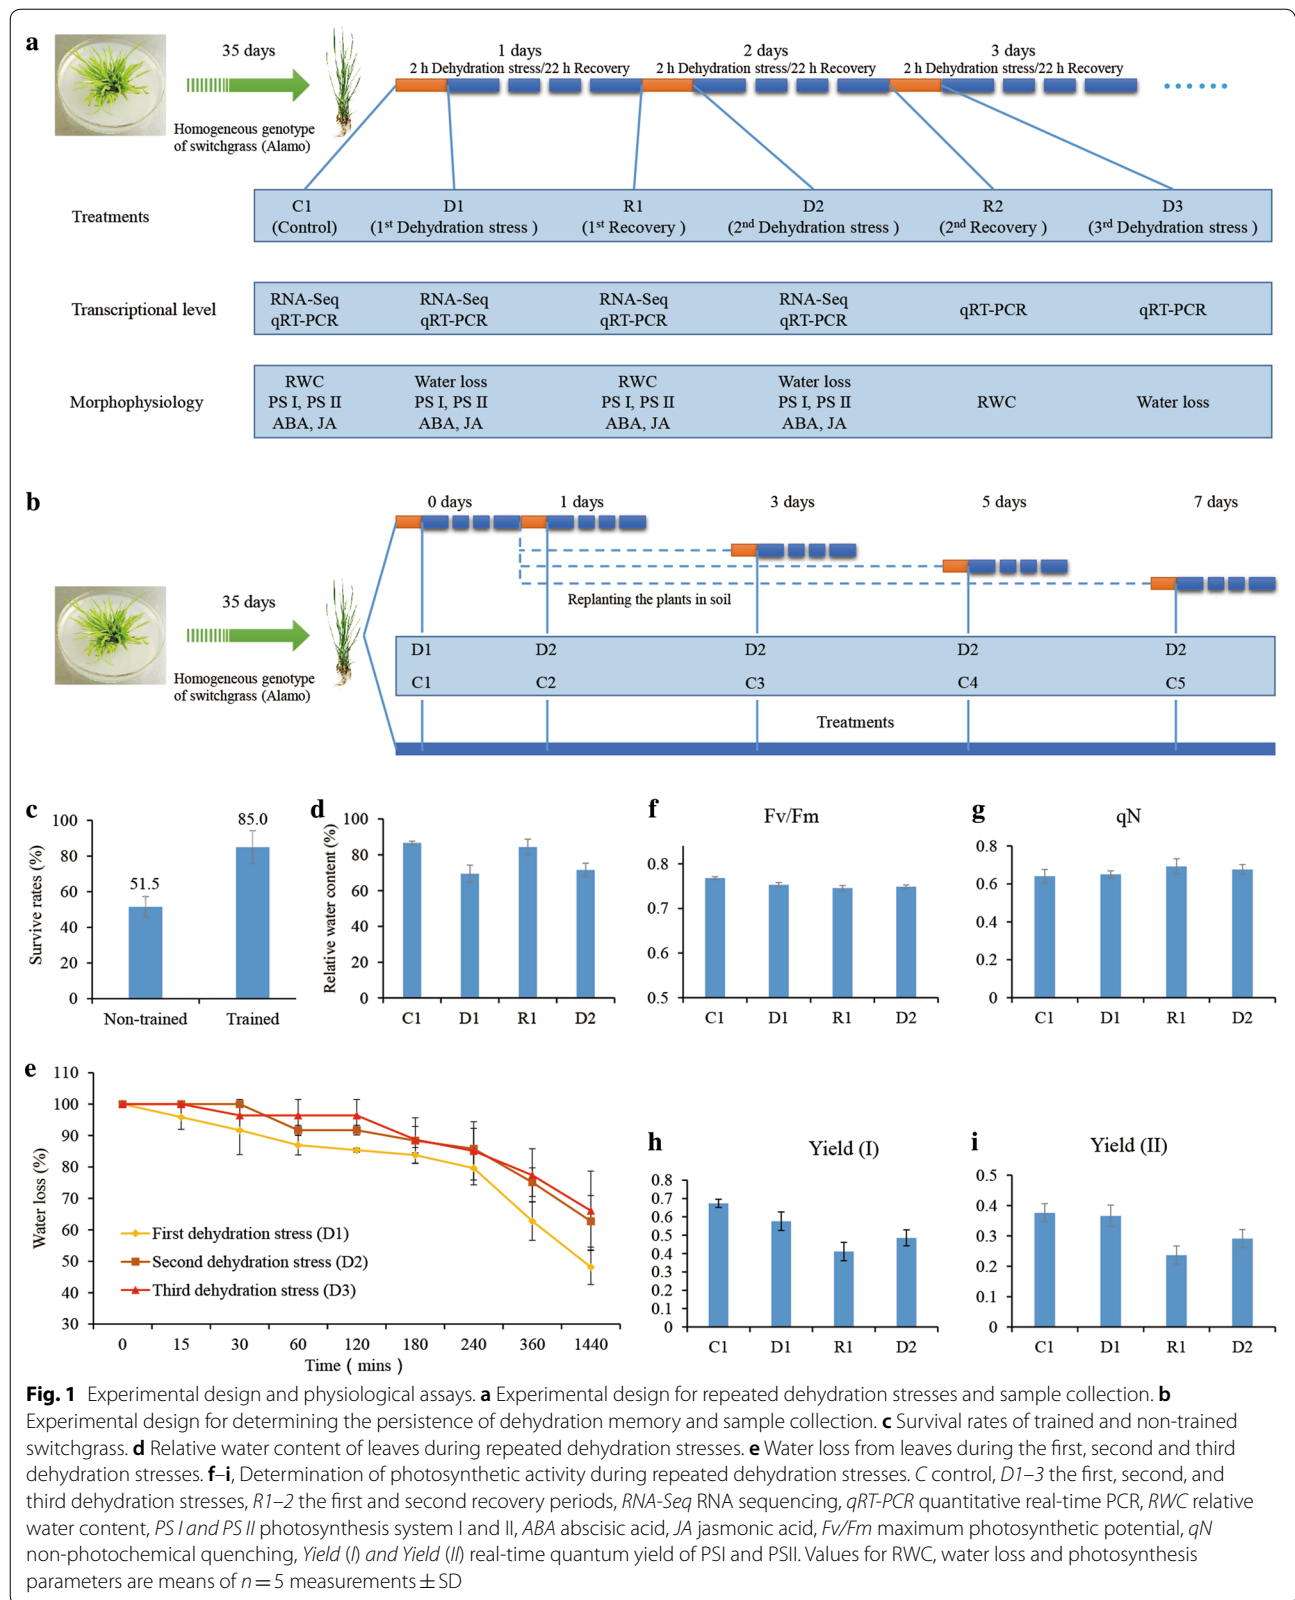 a
35 days
Homogeneous genotype
of switchgrass (Alamo)
1 days
2 h Dehydration stress/22 h Recovery
2 days
2 h Dehydration stress/22 h Recovery
3 days
2 h Dehydration stress/22 h Recovery
Treatments
C1
(Control)
D1
(1st Dehydration stress )
R1
(1st Recovery )
D2
(2nd Dehydration stress )
R2
(2nd Recovery )
D3
(3rd Dehydration stress )
Transcriptional level
RNA-Seq
qRT-PCR
RNA-Seq
qRT-PCR
RNA-Seq
qRT-PCR
RNA-Seq
qRT-PCR
qRT-PCR
qRT-PCR
Morphophysiology
RWC
PS I, PS II
ABA, JA
Water loss
PS I, PS II
ABA, JA
RWC
PS I, PS II
ABA, JA
Water loss
PS I, PS II
ABA, JA
RWC
Water loss
b
35 days
Homogeneous genotype
of switchgrass (Alamo)
0 days
1 days
3 days
5 days
7 days
Replanting the plants in soil
D1 D2 D2 D2 D2
C1 C2 C3 C4 C5
Treatments
c
Survive rates (%)
100
80
60
40
20
0
51.5
85.0
Non-trained Trained
d
Relative water content (%)
100
80
60
40
20
0
C1 D1 R1 D2
f
Fv/Fm
0.8
0.7
0.6
0.5
C1 D1 R1 D2
g
qN
0.8
0.6
0.4
0.2
0
C1 D1 R1 D2
e
Water loss (%)
110
100
90
80
70
60
50
40
30
First dehydration stress (D1)
Second dehydration stress (D2)
Third dehydration stress (D3)
0 15 30 60 120 180 240 360 1440
Time ( mins )
h
Yield (I)
0.8
0.7
0.6
0.5
0.4
0.3
0.2
0.1
0
C1 D1 R1 D2
i
Yield (II)
0.5
0.4
0.3
0.2
0.1
0
C1 D1 R1 D2
Fig. 1 Experimental design and physiological assays. a Experimental design for repeated dehydration stresses and sample collection. b
Experimental design for determining the persistence of dehydration memory and sample collection. c Survival rates of trained and non-trained
switchgrass. d Relative water content of leaves during repeated dehydration stresses. e Water loss from leaves during the first, second and third
dehydration stresses. f–i, Determination of photosynthetic activity during repeated dehydration stresses. C control, D1–3 the first, second, and
third dehydration stresses, R1–2 the first and second recovery periods, RNA-Seq RNA sequencing, qRT-PCR quantitative real-time PCR, RWC relative
water content, PS I and PS II photosynthesis system I and II, ABA abscisic acid, JA jasmonic acid, Fv/Fm maximum photosynthetic potential, qN
non-photochemical quenching, Yield (I) and Yield (II) real-time quantum yield of PSI and PSII. Values for RWC, water loss and photosynthesis
parameters are means of n = 5 measurements ± SD